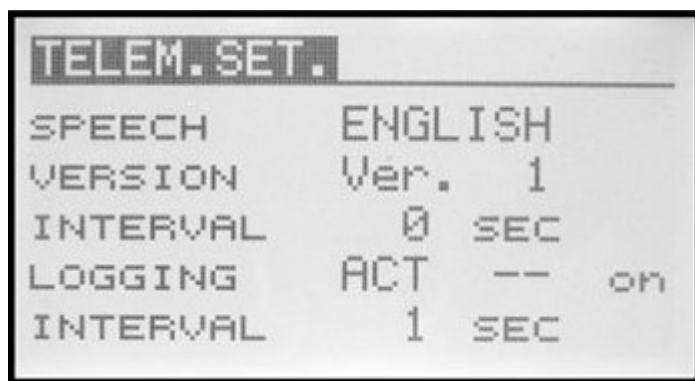 TELEM.SET.
SPEECH ENGLISH
VERSION Ver. 1
INTERVAL 0 SEC
LOGGING ACT -- on
INTERVAL 1 SEC